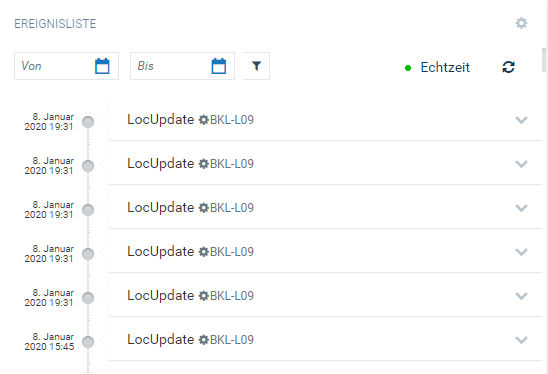 EREIGNISLISTE
Von Bis Echtzeit
8. Januar
2020 19:31
LocUpdate BKL-L09
8. Januar
2020 19:31
LocUpdate BKL-L09
8. Januar
2020 19:31
LocUpdate BKL-L09
8. Januar
2020 19:31
LocUpdate BKL-L09
8. Januar
2020 19:31
LocUpdate BKL-L09
8. Januar
2020 15:45
LocUpdate BKL-L09